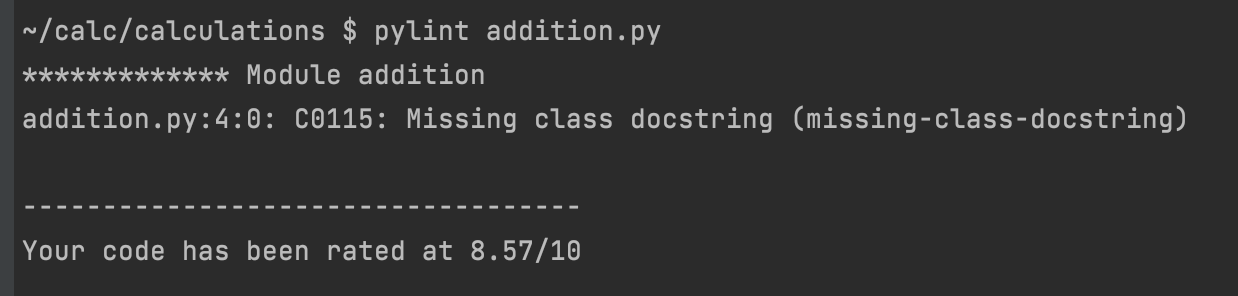 ~/calc/calculations $ pylint addition.py
************* Module addition
addition.py:4:0: C0115: Missing class docstring (missing-class-docstring)
-----------------------------------
Your code has been rated at 8.57/10